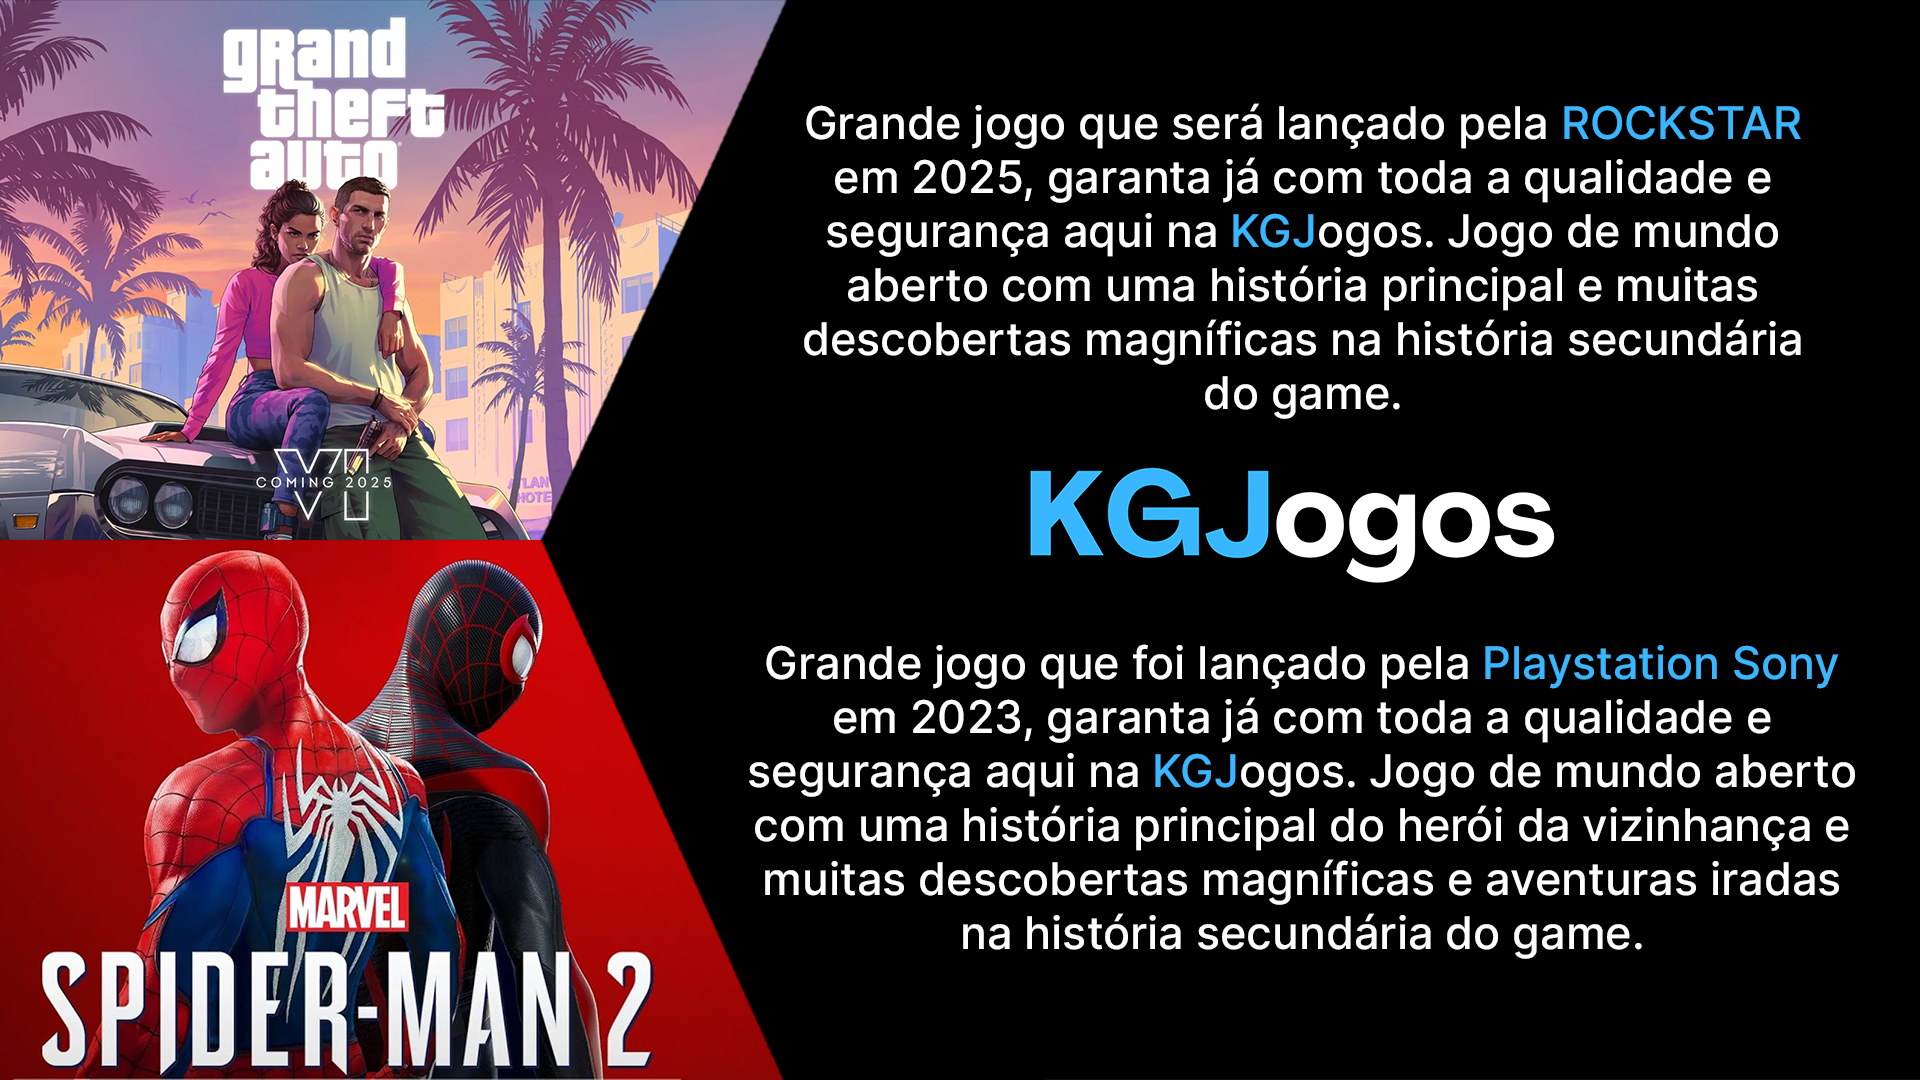 grand
theft
auto
VI
COMING 2025
Grande jogo que será lançado pela ROCKSTAR
em 2025, garanta já com toda a qualidade e
segurança aqui na KGJogos. Jogo de mundo
aberto com uma história principal e muitas
descobertas magníficas na história secundária
do game.
KGJogos
MARVEL
SPIDER-MAN 2
Grande jogo que foi lançado pela Playstation Sony
em 2023, garanta já com toda a qualidade e
segurança aqui na KGJogos. Jogo de mundo aberto
com uma história principal do herói da vizinhança e
muitas descobertas magníficas e aventuras iradas
na história secundária do game.